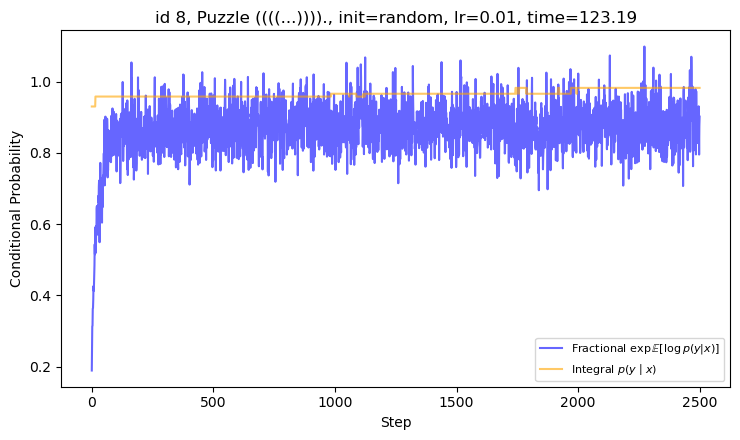 id 8, Puzzle ((((...))))., init=random, lr=0.01, time=123.19
Conditional Probability
1.0
0.8
0.6
0.4
0.2
0
500
1000
1500
2000
2500
Step
Fractional exp𝔼[log p(y|x)]
Integral p(y | x)